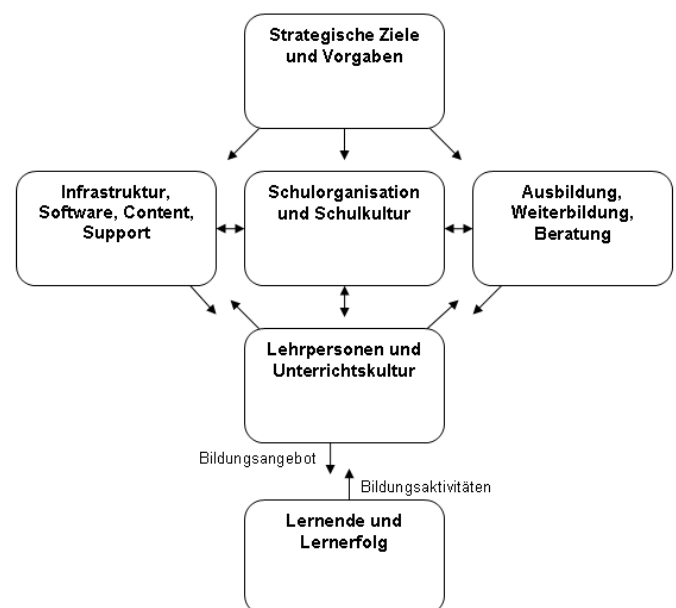 Strategische Ziele
und Vorgaben
Infrastruktur,
Software, Content,
Support
Schulorganisation
und Schulkultur
Ausbildung,
Weiterbildung,
Beratung
Lehrpersonen und
Unterrichtskultur
Bildungsangebot
Bildungsaktivitäten
Lernende und
Lernerfolg